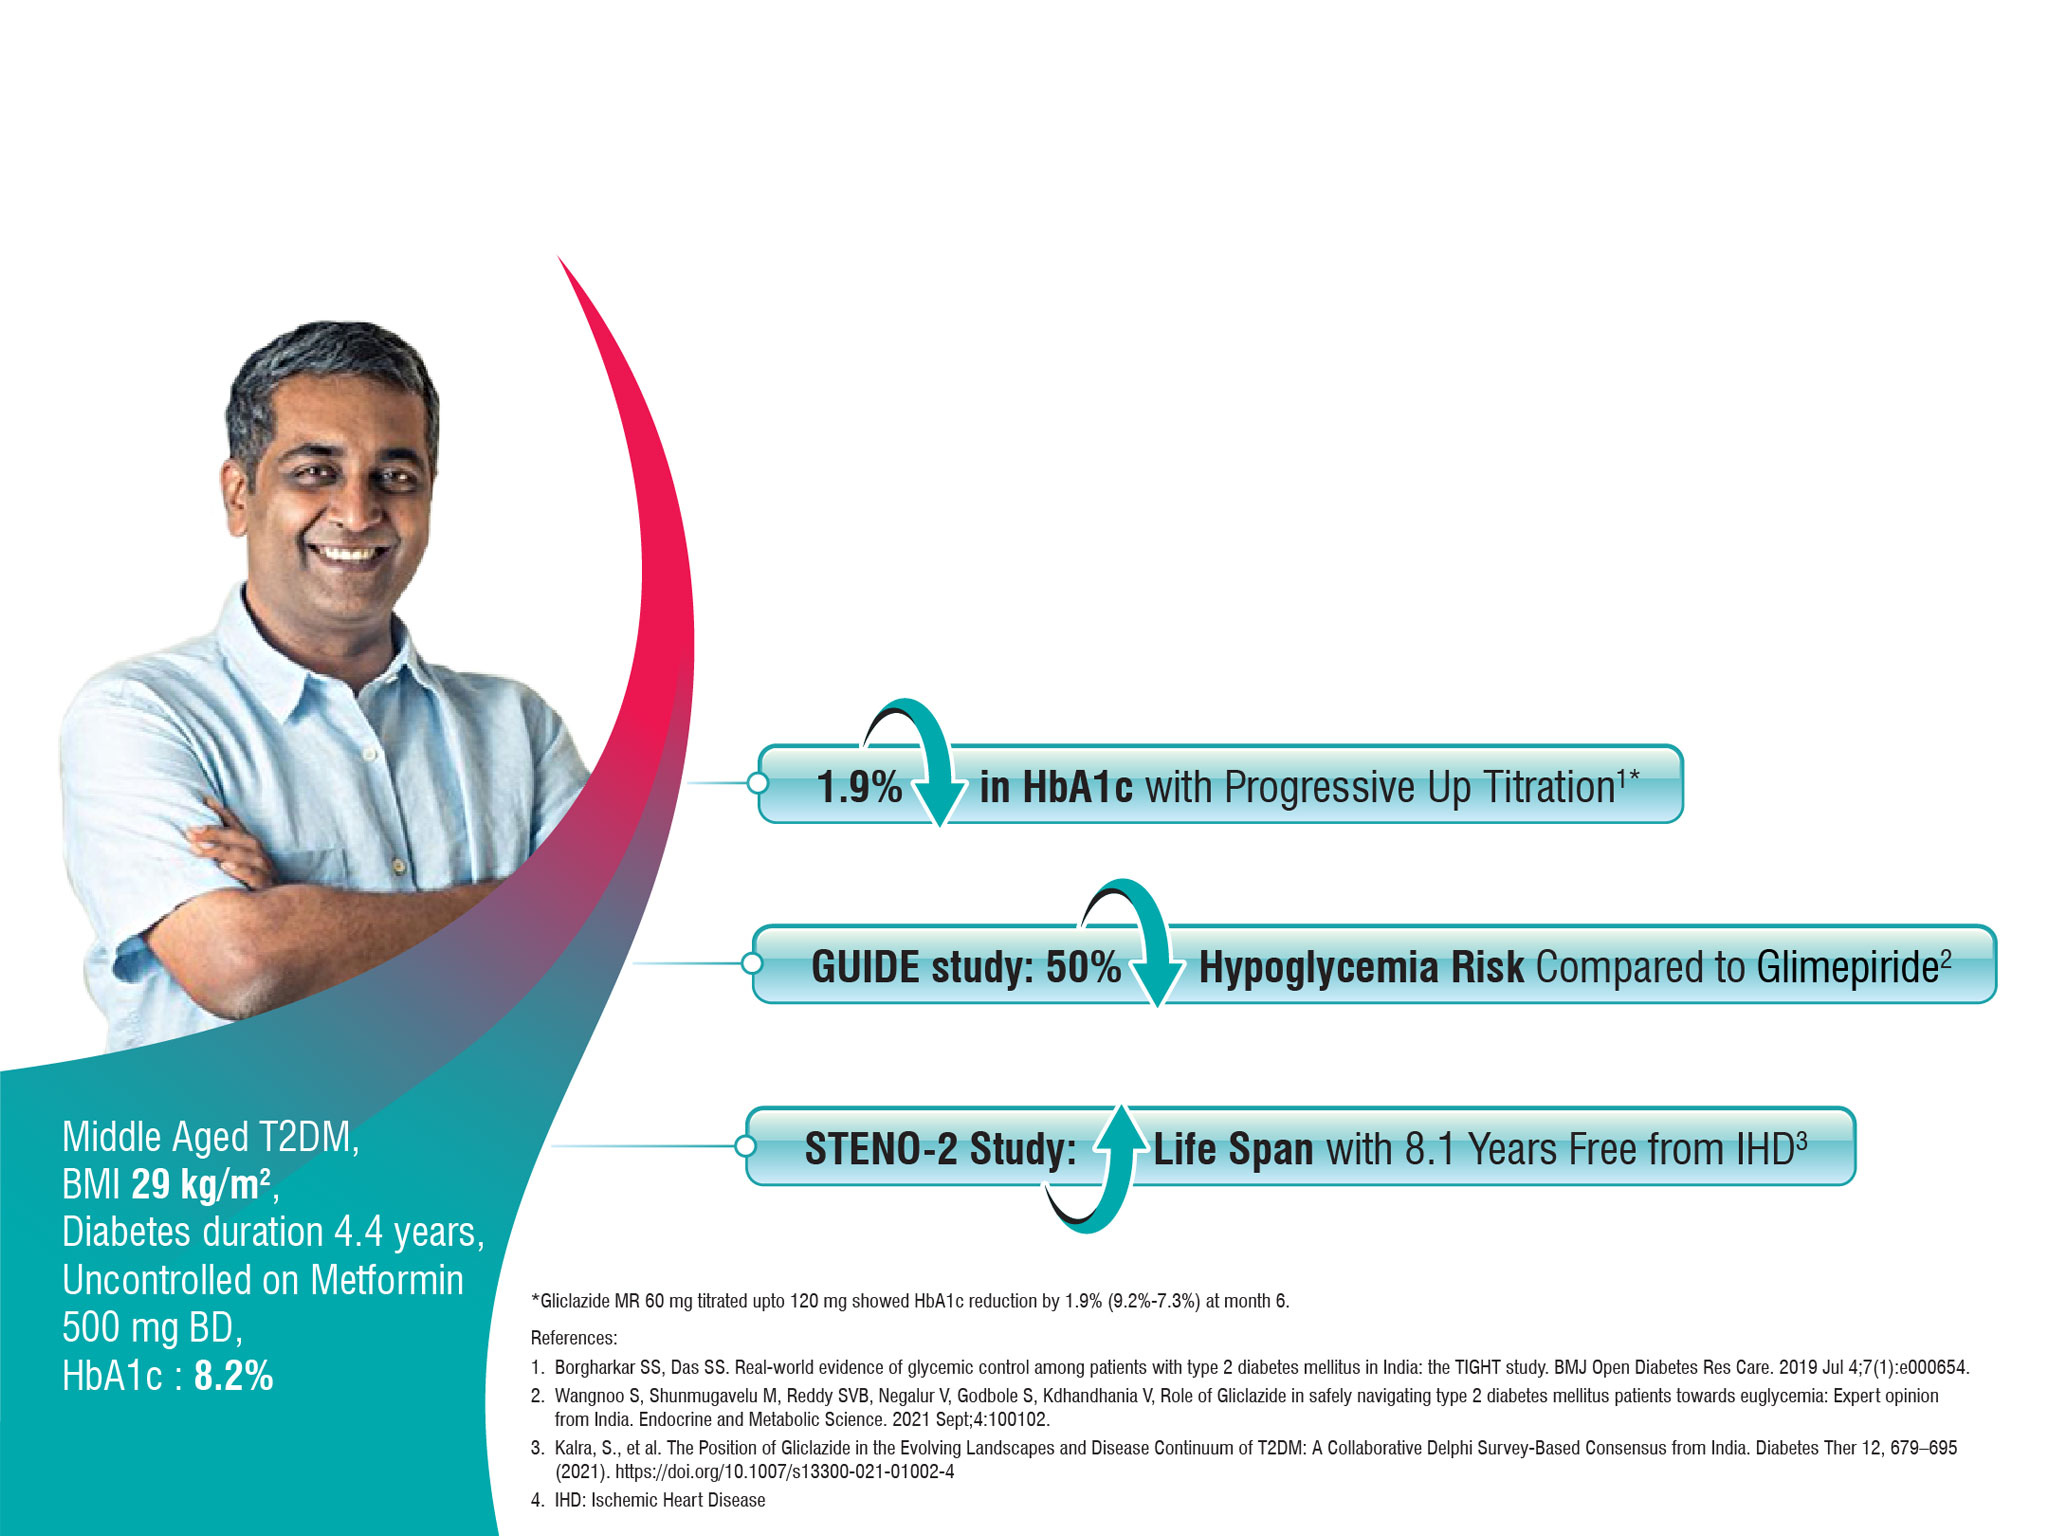 1.9% in HbA1c with Progressive Up Titration¹*
GUIDE study: 50% Hypoglycemia Risk Compared to Glimepiride²
STENO-2 Study: Life Span with 8.1 Years Free from IHD³
Middle Aged T2DM,
BMI 29 kg/m²,
Diabetes duration 4.4 years,
Uncontrolled on Metformin
500 mg BD,
HbA1c : 8.2%
*Gliclazide MR 60 mg titrated upto 120 mg showed HbA1c reduction by 1.9% (9.2%-7.3%) at month 6.
References:
1. Borgharkar SS, Das SS. Real-world evidence of glycemic control among patients with type 2 diabetes mellitus in India: the TIGHT study. BMJ Open Diabetes Res Care. 2019 Jul 4;7(1):e000654.
2. Wangnoo S, Shunmugavelu M, Reddy SVB, Negalur V, Godbole S, Kdhandhania V, Role of Gliclazide in safely navigating type 2 diabetes mellitus patients towards euglycemia: Expert opinion
from India. Endocrine and Metabolic Science. 2021 Sept;4:100102.
3. Kalra, S., et al. The Position of Gliclazide in the Evolving Landscapes and Disease Continuum of T2DM: A Collaborative Delphi Survey-Based Consensus from India. Diabetes Ther 12, 679–695
(2021). https://doi.org/10.1007/s13300-021-01002-4
4. IHD: Ischemic Heart Disease